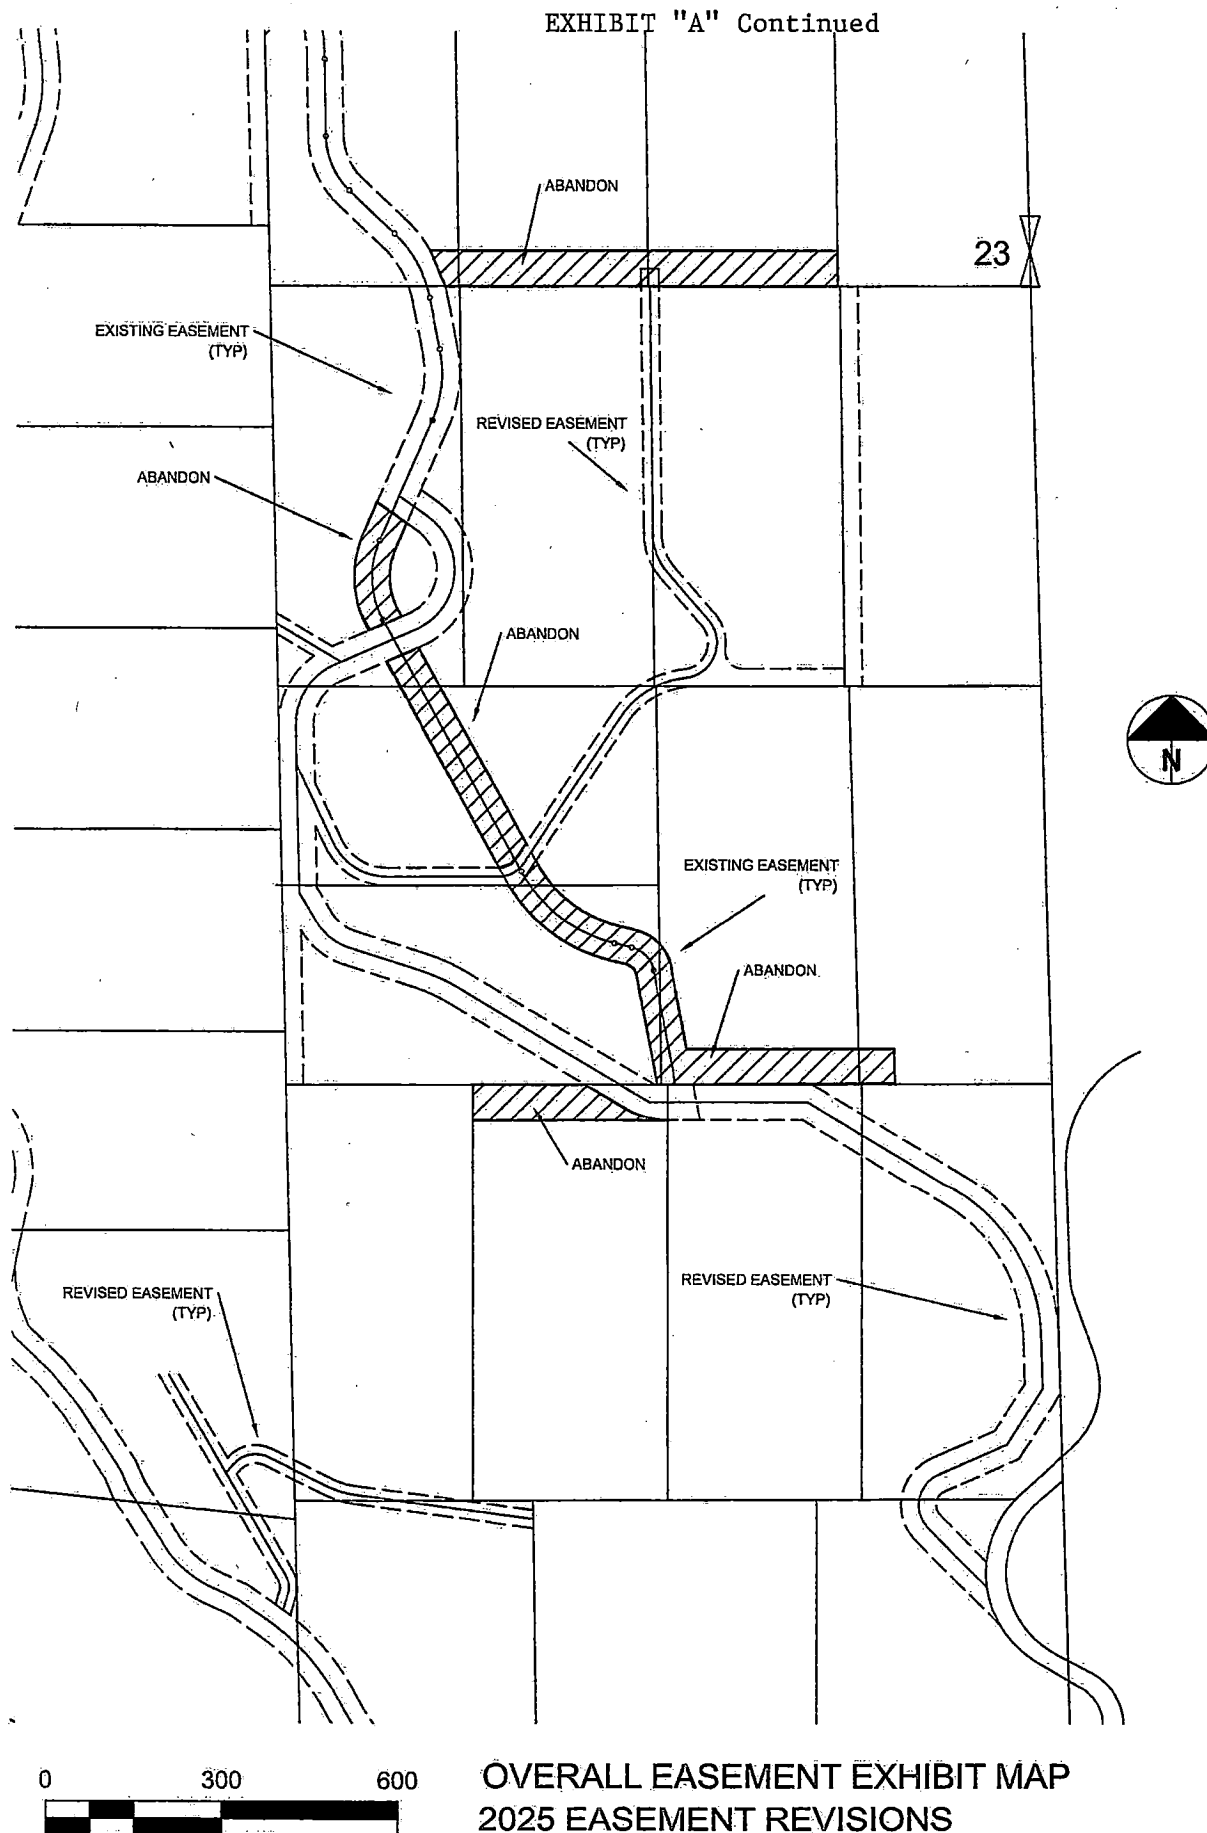 EXHIBIT "A" Continued
ABANDON
23
EXISTING EASEMENT
(TYP)
REVISED EASEMENT
(TYP)
ABANDON
ABANDON
N
EXISTING EASEMENT
(TYP)
ABANDON
ABANDON
REVISED EASEMENT
(TYP)
REVISED EASEMENT
(TYP)
0 300 600
OVERALL EASEMENT EXHIBIT MAP
2025 EASEMENT REVISIONS